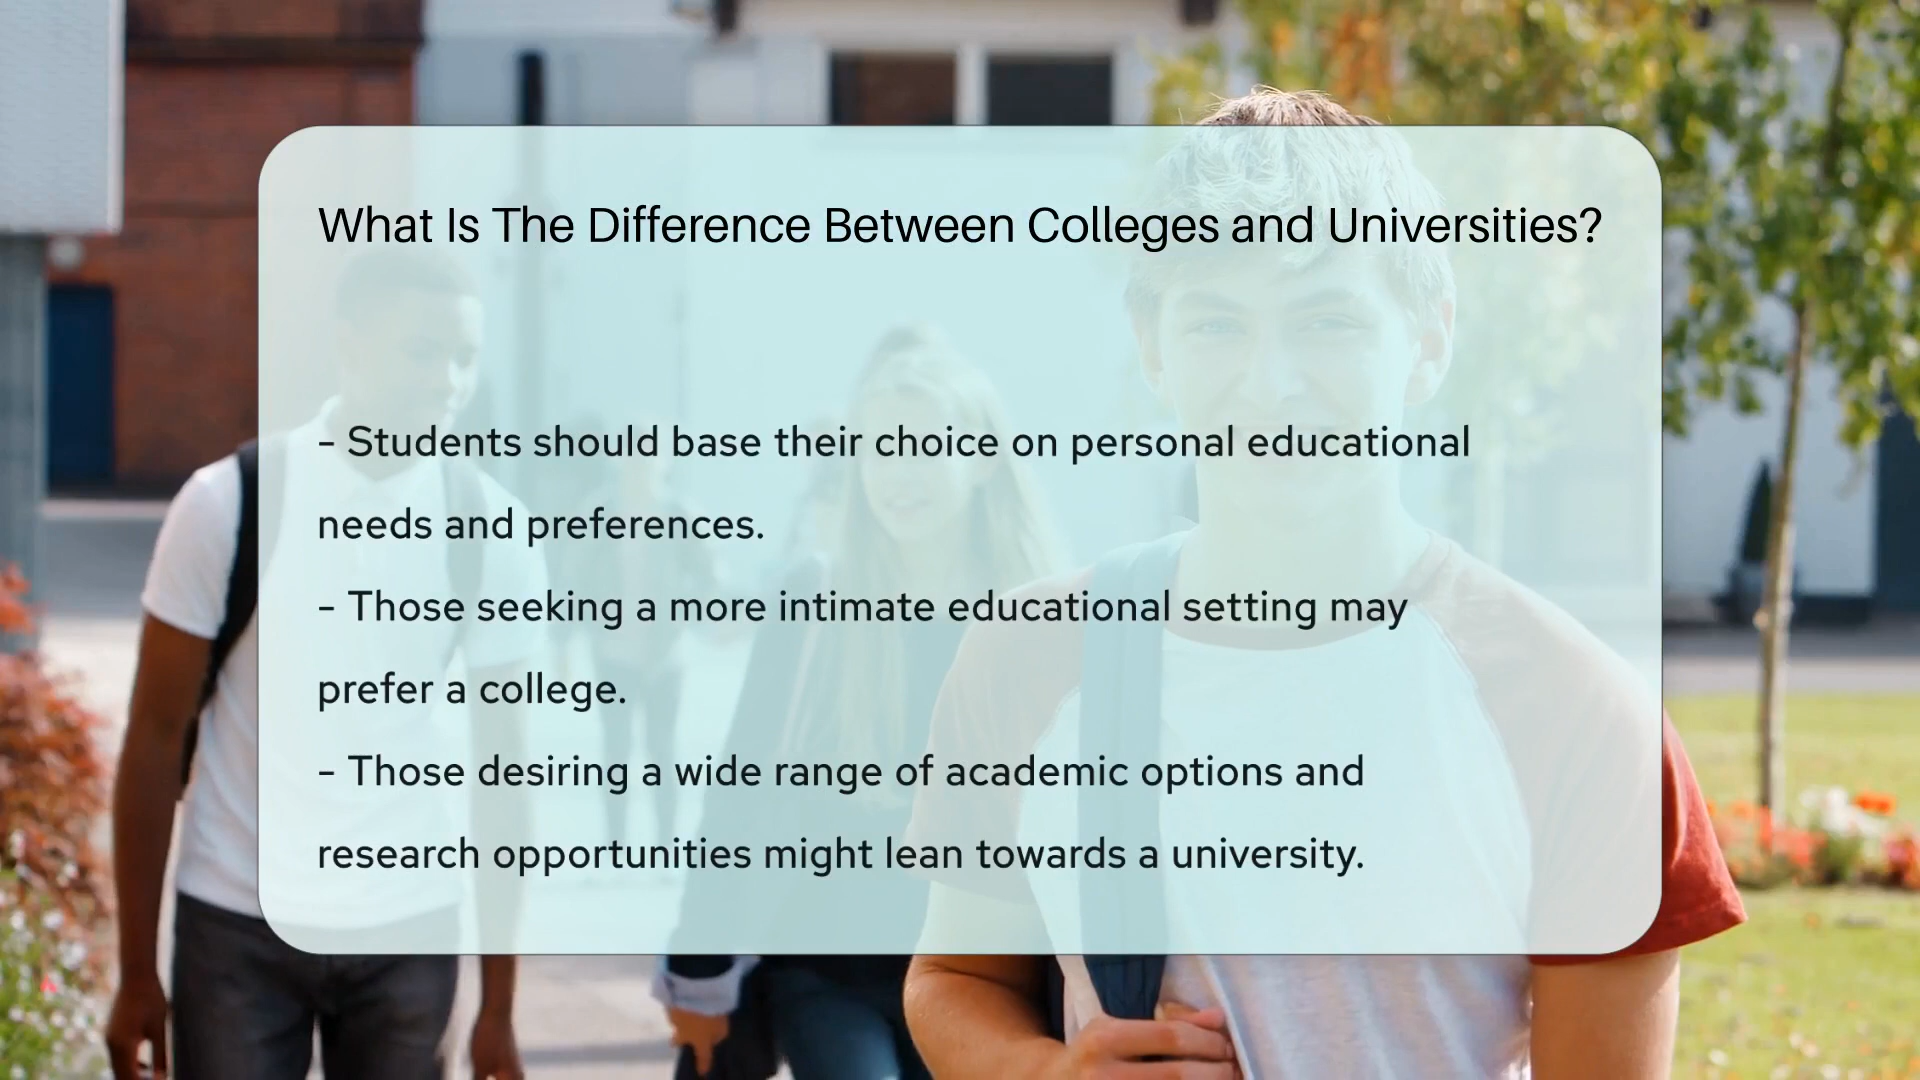 What Is The Difference Between Colleges and Universities?
- Students should base their choice on personal educational
needs and preferences.
- Those seeking a more intimate educational setting may
prefer a college.
- Those desiring a wide range of academic options and
research opportunities might lean towards a university.